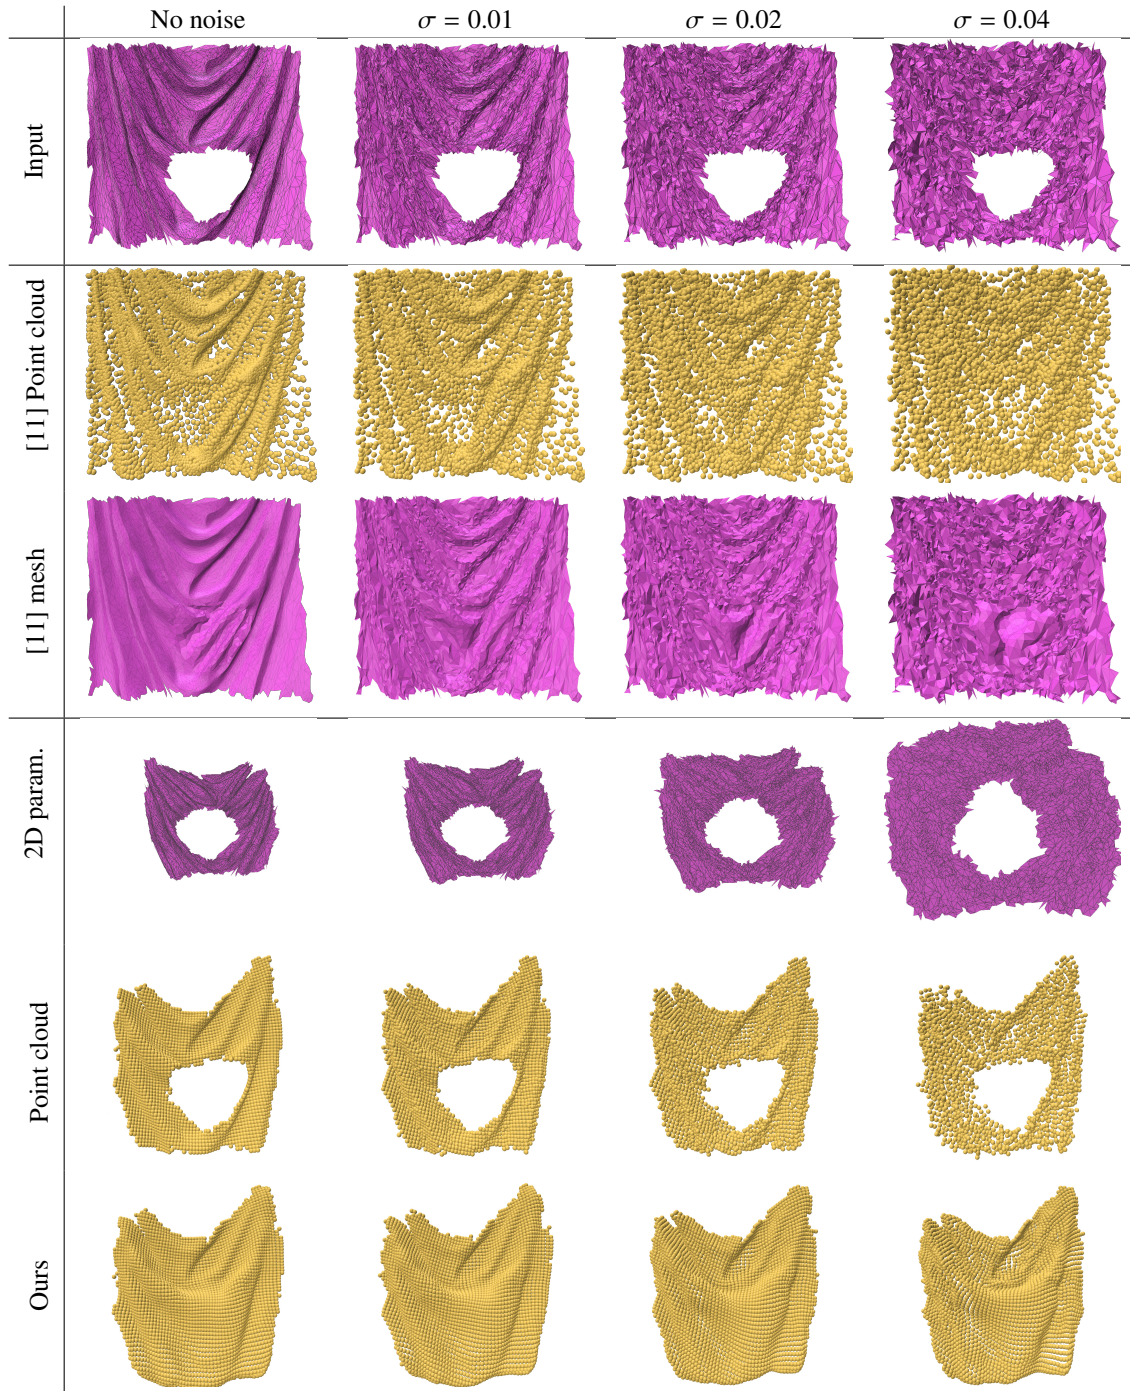 No noise σ = 0.01 σ = 0.02 σ = 0.04
Input
[11] Point cloud
[11] mesh
2D param.
Point cloud
Ours